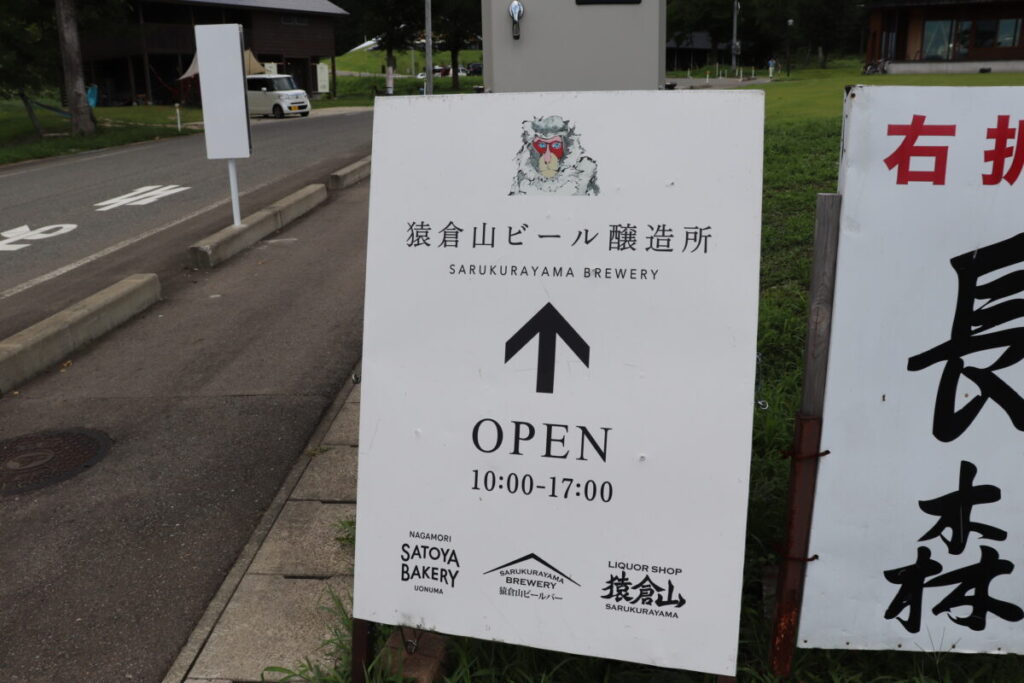 猿倉山ビール醸造所
SARUKURAYAMA BREWERY
OPEN
10:00-17:00
NAGAMORI
SATOYA
BAKERY
UONUMA
SARUKURAYAMA
BREWERY
猿倉山ビールバー
LIQUOR SHOP
猿倉山
SARUKURAYAMA
右折
長森